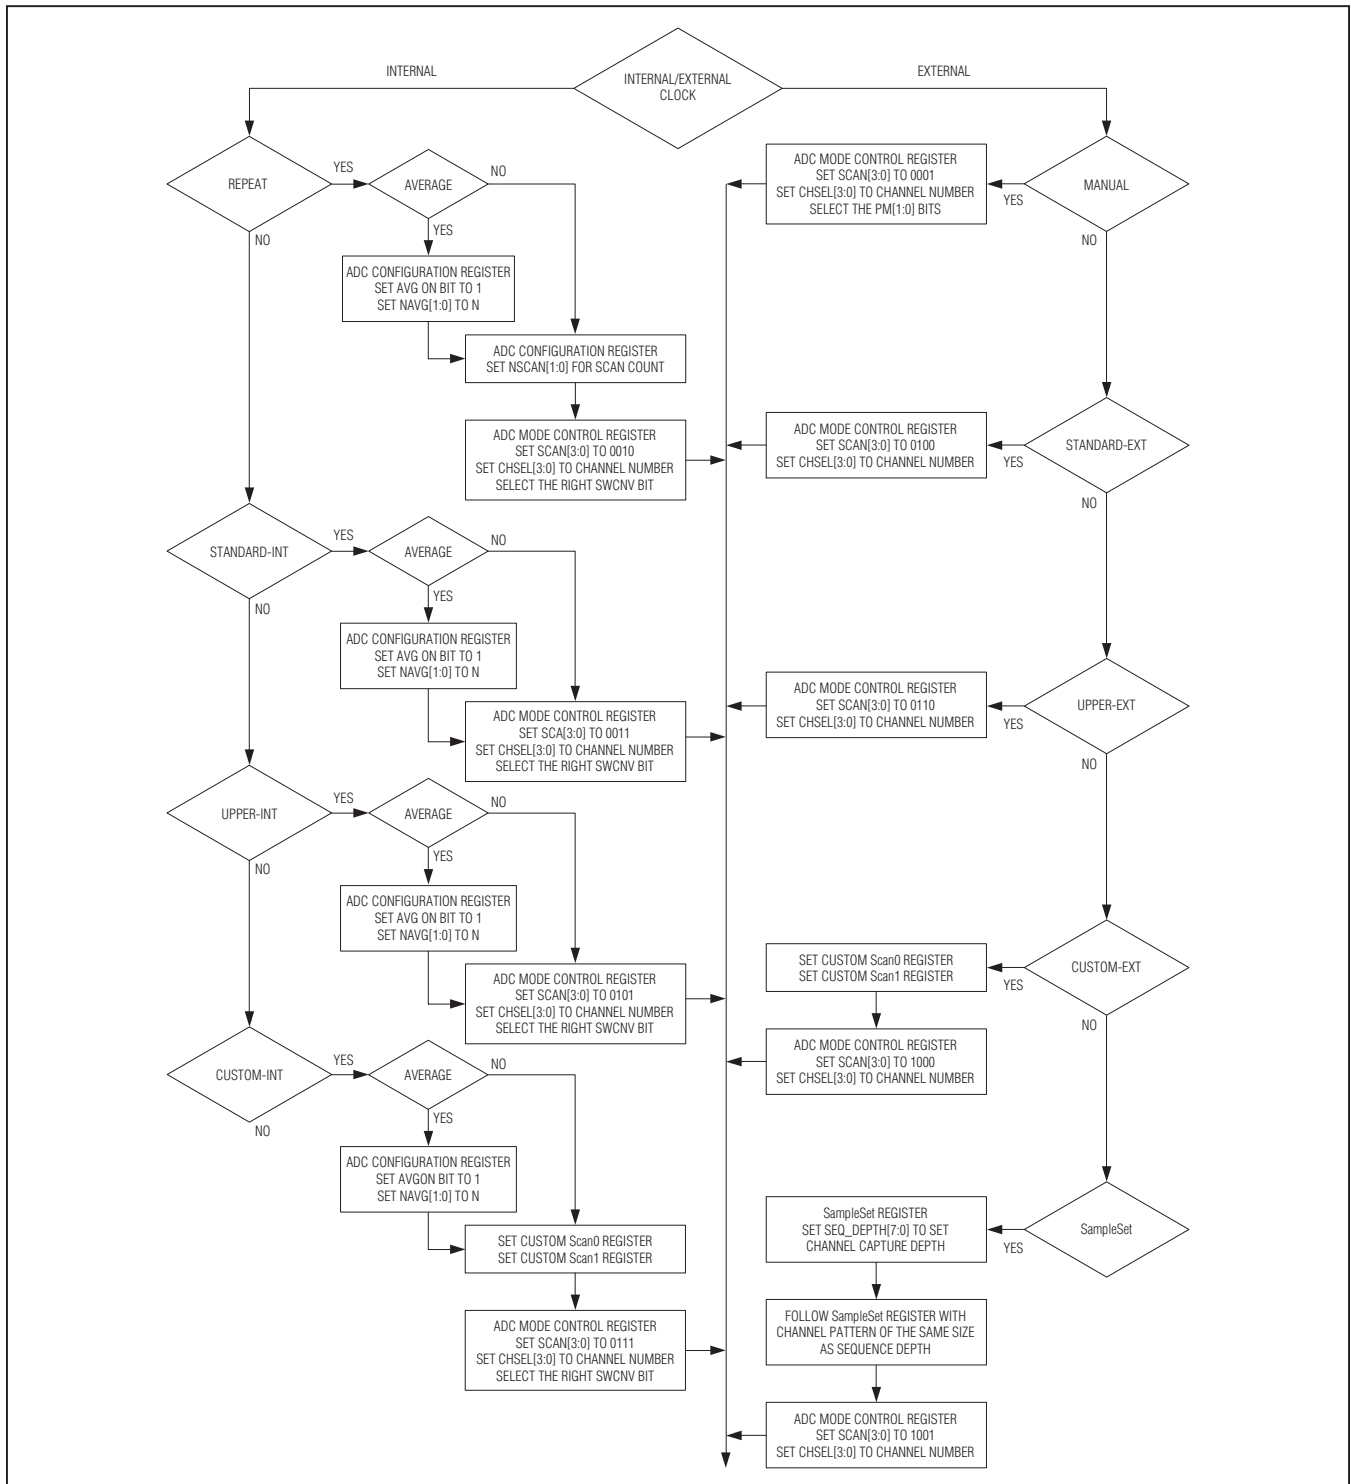 INTERNAL/EXTERNAL
CLOCK
INTERNAL
EXTERNAL
REPEAT
YES
NO
AVERAGE
NO
YES
ADC CONFIGURATION REGISTER
SET AVG ON BIT TO 1
SET NAVG[1:0] TO N
ADC CONFIGURATION REGISTER
SET NSCAN[1:0] FOR SCAN COUNT
ADC MODE CONTROL REGISTER
SET SCAN[3:0] TO 0010
SET CHSEL[3:0] TO CHANNEL NUMBER
SELECT THE RIGHT SWCNV BIT
STANDARD-INT
YES
NO
AVERAGE
NO
YES
ADC CONFIGURATION REGISTER
SET AVG ON BIT TO 1
SET NAVG[1:0] TO N
ADC MODE CONTROL REGISTER
SET SCA[3:0] TO 0011
SET CHSEL[3:0] TO CHANNEL NUMBER
SELECT THE RIGHT SWCNV BIT
UPPER-INT
YES
NO
AVERAGE
NO
YES
ADC CONFIGURATION REGISTER
SET AVG ON BIT TO 1
SET NAVG[1:0] TO N
ADC MODE CONTROL REGISTER
SET SCAN[3:0] TO 0101
SET CHSEL[3:0] TO CHANNEL NUMBER
SELECT THE RIGHT SWCNV BIT
CUSTOM-INT
YES
NO
AVERAGE
NO
YES
ADC CONFIGURATION REGISTER
SET AVGON BIT TO 1
SET NAVG[1:0] TO N
SET CUSTOM Scan0 REGISTER
SET CUSTOM Scan1 REGISTER
ADC MODE CONTROL REGISTER
SET SCAN[3:0] TO 0111
SET CHSEL[3:0] TO CHANNEL NUMBER
SELECT THE RIGHT SWCNV BIT
MANUAL
YES
NO
ADC MODE CONTROL REGISTER
SET SCAN[3:0] TO 0001
SET CHSEL[3:0] TO CHANNEL NUMBER
SELECT THE PM[1:0] BITS
STANDARD-EXT
YES
NO
ADC MODE CONTROL REGISTER
SET SCAN[3:0] TO 0100
SET CHSEL[3:0] TO CHANNEL NUMBER
UPPER-EXT
YES
NO
ADC MODE CONTROL REGISTER
SET SCAN[3:0] TO 0110
SET CHSEL[3:0] TO CHANNEL NUMBER
CUSTOM-EXT
YES
NO
SET CUSTOM Scan0 REGISTER
SET CUSTOM Scan1 REGISTER
ADC MODE CONTROL REGISTER
SET SCAN[3:0] TO 1000
SET CHSEL[3:0] TO CHANNEL NUMBER
SampleSet
YES
SampleSet REGISTER
SET SEQ_DEPTH[7:0] TO SET
CHANNEL CAPTURE DEPTH
FOLLOW SampleSet REGISTER WITH
CHANNEL PATTERN OF THE SAME SIZE
AS SEQUENCE DEPTH
ADC MODE CONTROL REGISTER
SET SCAN[3:0] TO 1001
SET CHSEL[3:0] TO CHANNEL NUMBER